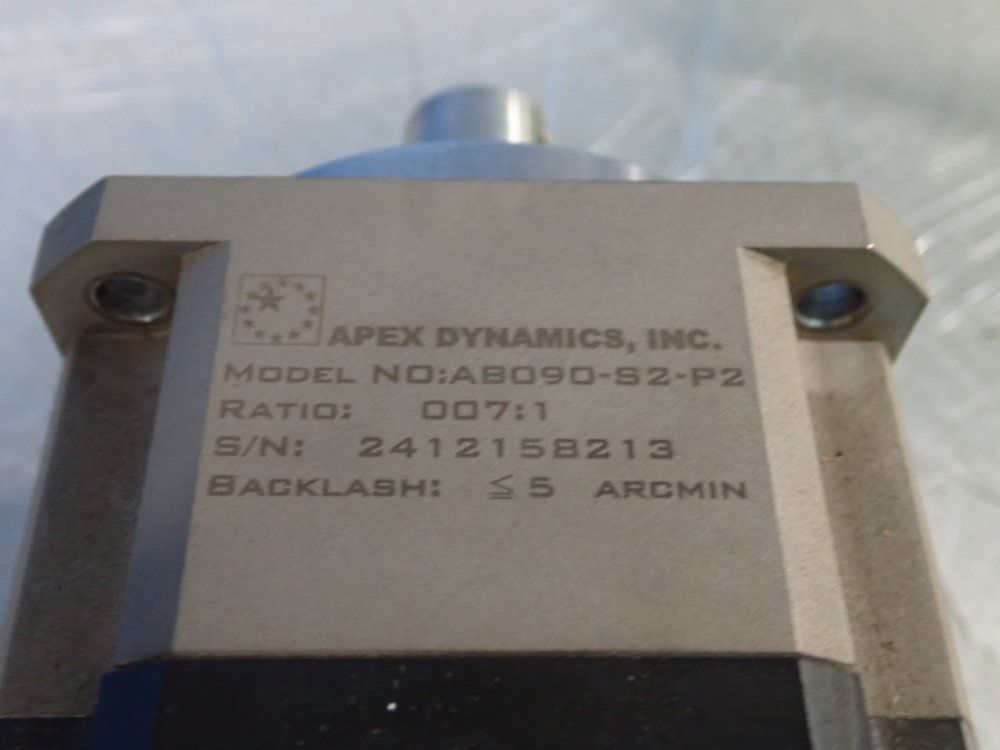 APEX DYNAMICS, INC.
MODEL NO:AB090-S2-P2
RATIO: 007:1
S/N: 2412158213
BACKLASH: ≦5 ARCMIN